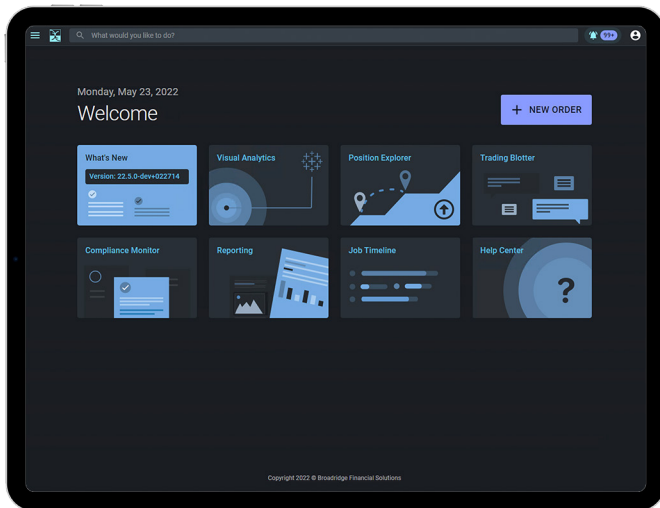 What would you like to do?
99+
Monday, May 23, 2022
Welcome
+ NEW ORDER
What's New
Version: 22.5.0-dev+022714
Visual Analytics
Position Explorer
Trading Blotter
Compliance Monitor
Reporting
Job Timeline
Help Center
?
Copyright 2022 © Broadridge Financial Solutions